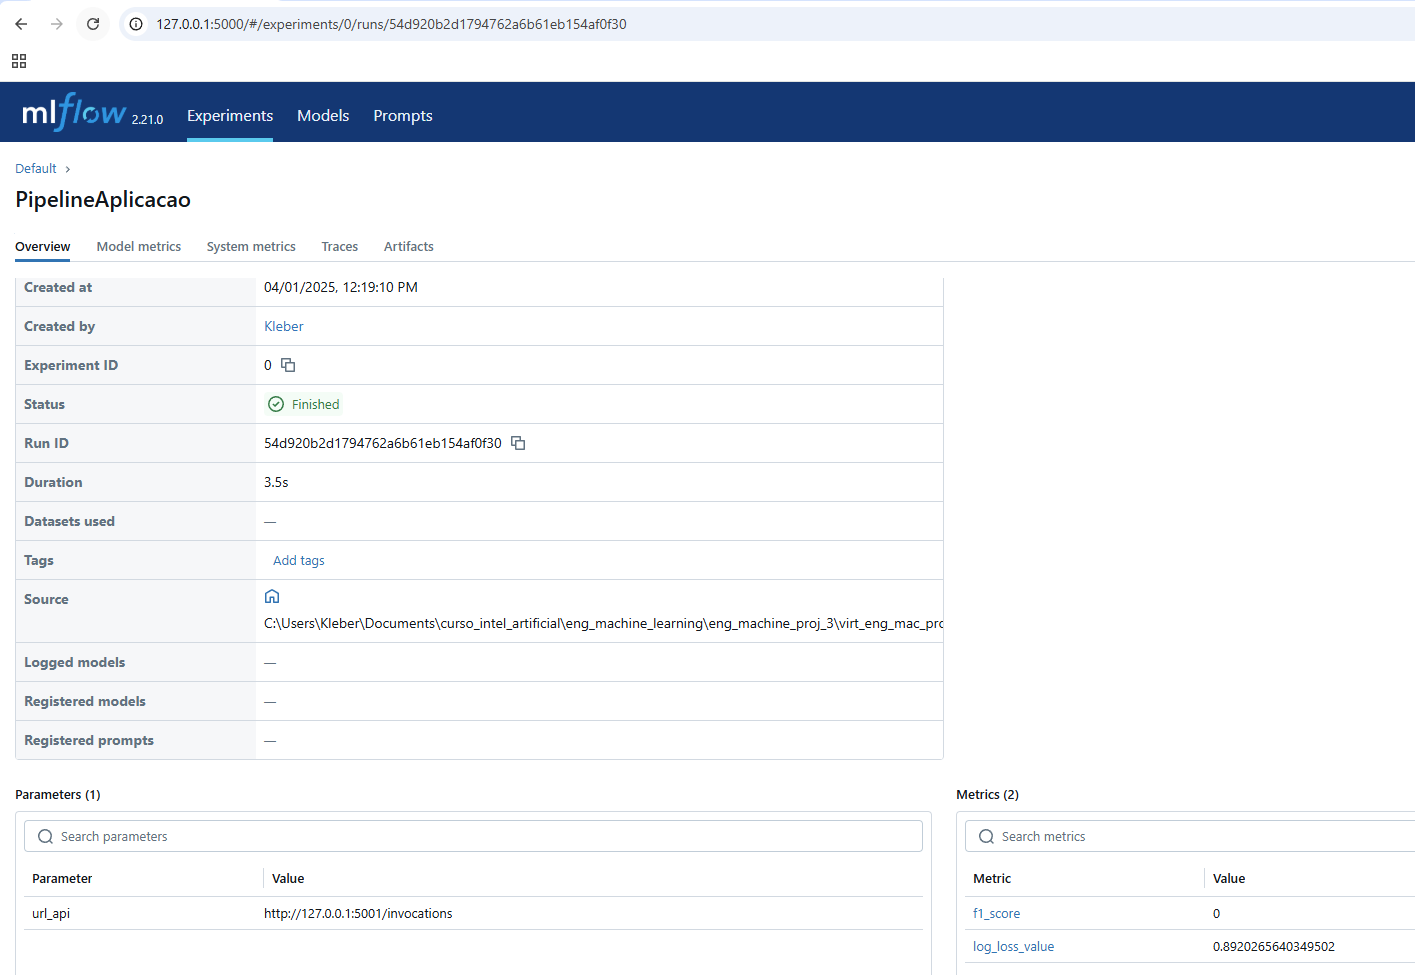 127.0.0.1:5000/#/experiments/0/runs/54d920b2d1794762a6b61eb154af0f30
mlflow 2.21.0 Experiments Models Prompts
Default
PipelineAplicacao
Overview Model metrics System metrics Traces Artifacts
Created at 04/01/2025, 12:19:10 PM
Created by Kleber
Experiment ID 0
Status Finished
Run ID 54d920b2d1794762a6b61eb154af0f30
Duration 3.5s
Datasets used —
Tags Add tags
Source
C:\Users\Kleber\Documents\curso_intel_artificial\eng_machine_learning\eng_machine_proj_3\virt_eng_mac_pro
Logged models —
Registered models —
Registered prompts —
Parameters (1) Metrics (2)
Search parameters Search metrics
Parameter Value Metric Value
url_api http://127.0.0.1:5001/invocations f1_score 0
log_loss_value 0.8920265640349502